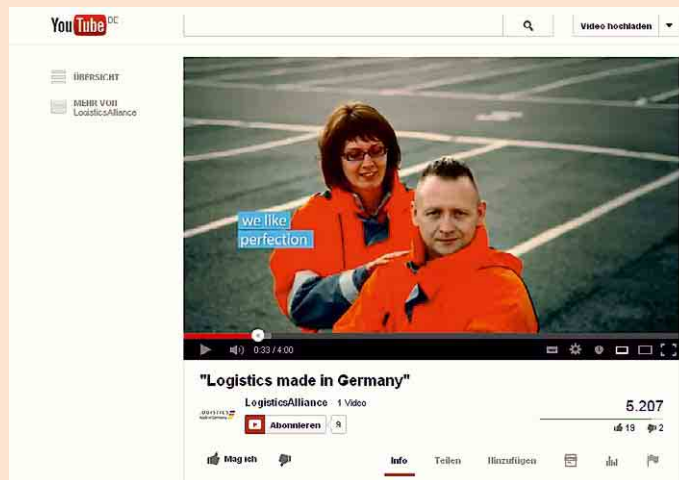 YouTube DE
Video hochladen
ÜBERSICHT
MEHR VON
LogisticsAlliance
we like
perfection
0:33 / 4:00
"Logistics made in Germany"
LogisticsAlliance · 1 Video
LOGISTICS
Abonnieren 9
5.207
19 2
Mag ich
Info Teilen Hinzufügen